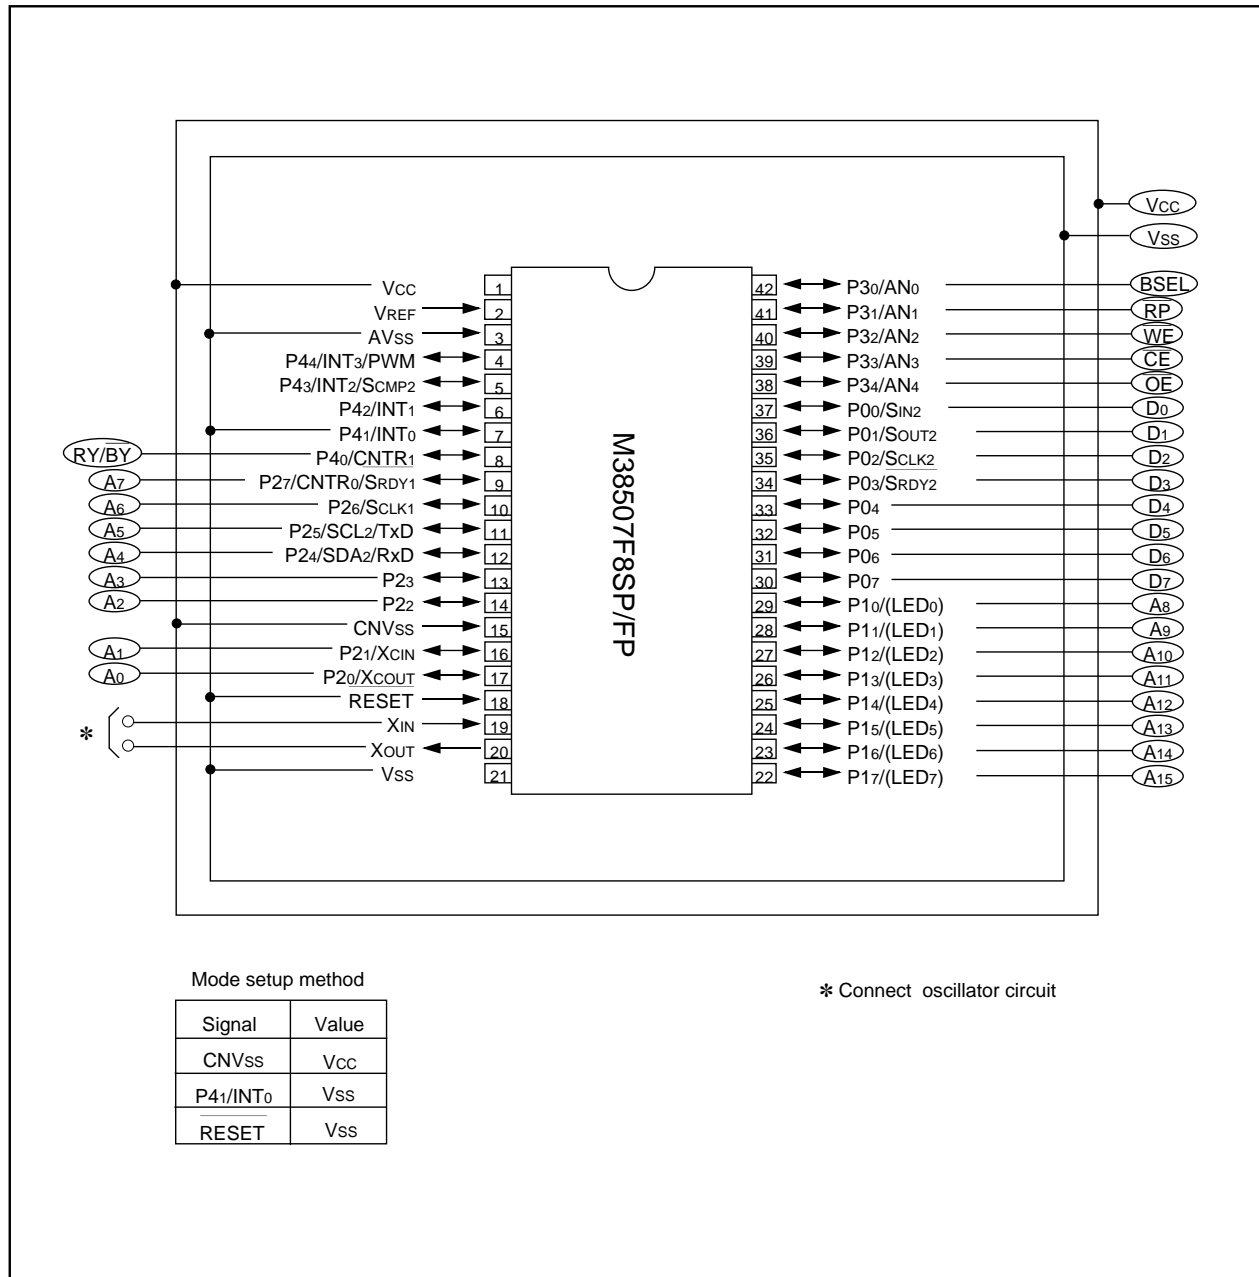 VCC
VSS
VCC 1
VREF 2
AVSS 3
P44/INT3/PWM 4
P43/INT2/SCMP2 5
P42/INT1 6
P41/INT0 7
RY/BY P40/CNTR1 8
A7 P27/CNTR0/SRDY1 9
A6 P26/SCLK1 10
A5 P25/SCL2/TxD 11
A4 P24/SDA2/RxD 12
A3 P23 13
A2 P22 14
CNVSS 15
A1 P21/XCIN 16
A0 P20/XCOUT 17
RESET 18
✻ XIN 19
XOUT 20
VSS 21
M38507F8SP/FP
42 P30/AN0 BSEL
41 P31/AN1 RP
40 P32/AN2 WE
39 P33/AN3 CE
38 P34/AN4 OE
37 P00/SIN2 D0
36 P01/SOUT2 D1
35 P02/SCLK2 D2
34 P03/SRDY2 D3
33 P04 D4
32 P05 D5
31 P06 D6
30 P07 D7
29 P10/(LED0) A8
28 P11/(LED1) A9
27 P12/(LED2) A10
26 P13/(LED3) A11
25 P14/(LED4) A12
24 P15/(LED5) A13
23 P16/(LED6) A14
22 P17/(LED7) A15
Mode setup method
Signal Value
CNVSS VCC
P41/INT0 VSS
RESET VSS
✻ Connect oscillator circuit